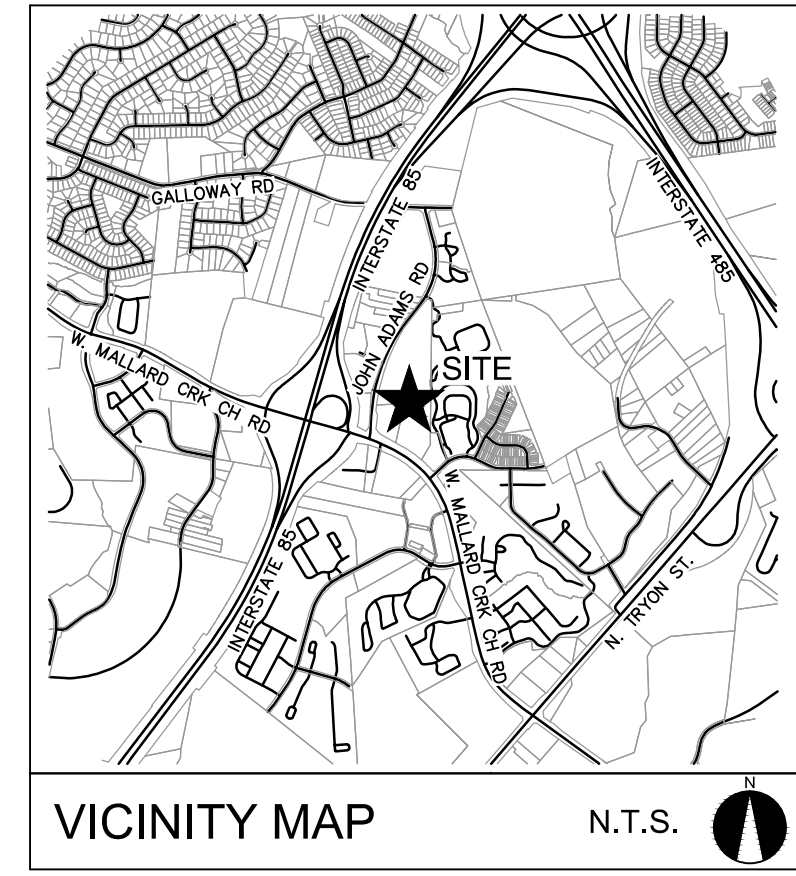 GALLOWAY RD
INTERSTATE 85
INTERSTATE 485
JOHN ADAMS RD
W. MALLARD CRK CH RD
SITE
W. MALLARD CRK CH RD
INTERSTATE 85
N. TRYON ST.
VICINITY MAP
N.T.S.
N